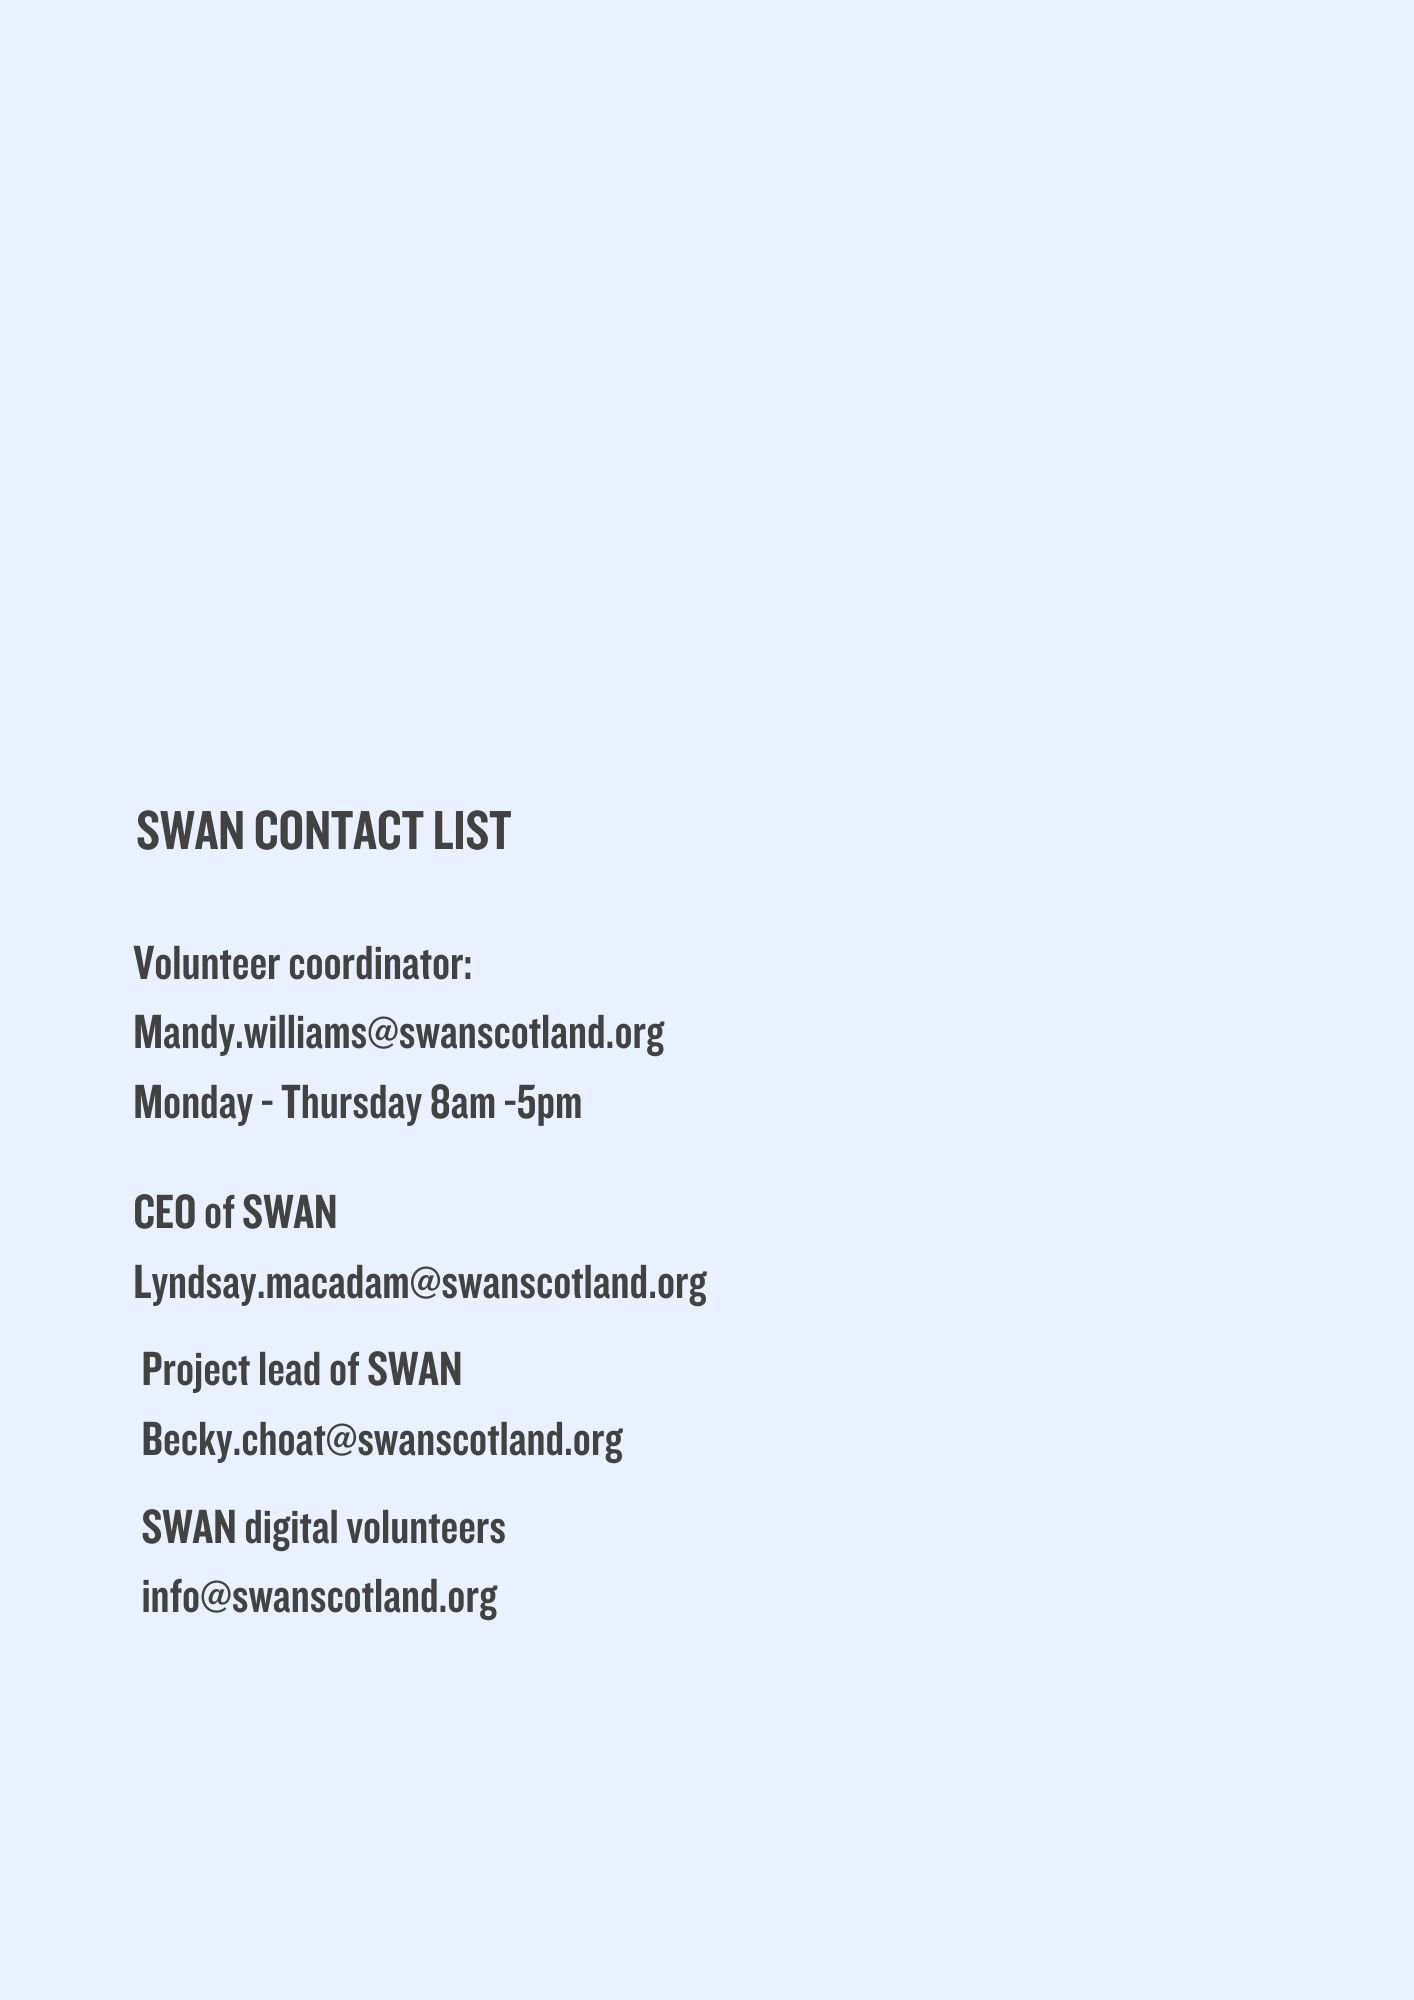 SWAN CONTACT LIST
Volunteer coordinator:
Mandy.williams@swanscotland.org
Monday - Thursday 8am -5pm
CEO of SWAN
Lyndsay.macadam@swanscotland.org
Project lead of SWAN
Becky.choat@swanscotland.org
SWAN digital volunteers
info@swanscotland.org